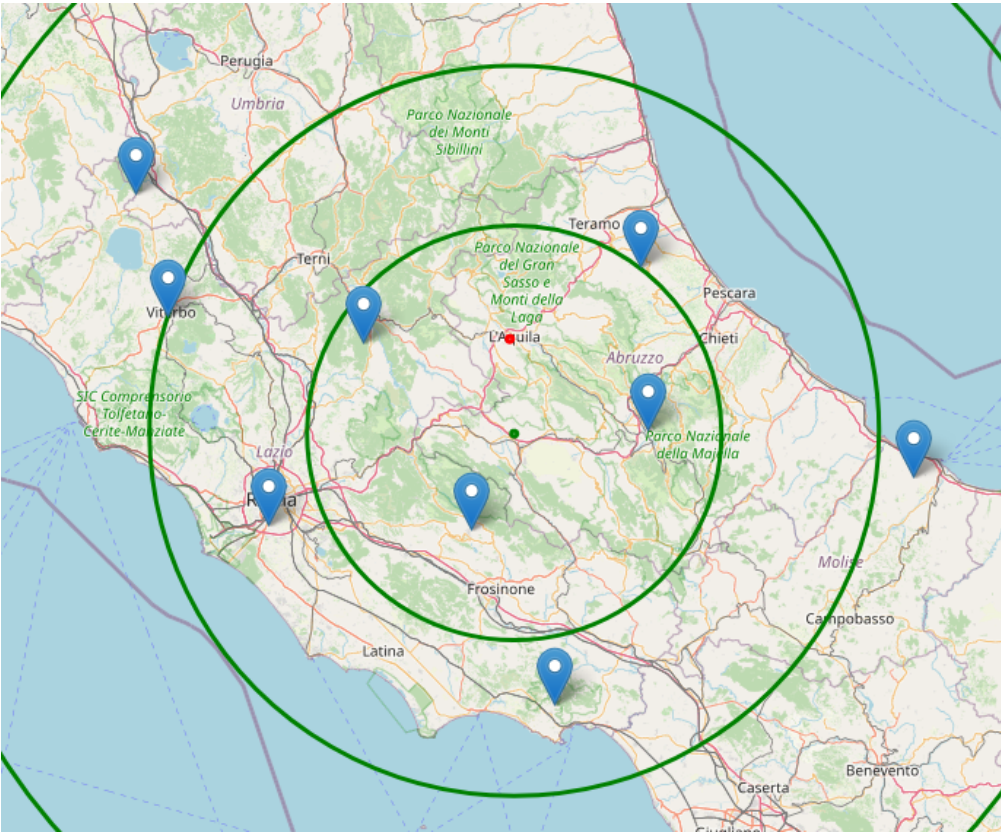 Perugia
Umbria
Parco Nazionale
dei Monti
Sibillini
Teramo
Parco Nazionale
del Gran
Sasso e
Monti della
Laga
Terni
Pescara
Viterbo
L'Aquila
Chieti
Abruzzo
SIC Comprensorio
Tolfetano-
Cerite-Manziate
Parco Nazionale
della Majella
Lazio
Roma
Molise
Frosinone
Campobasso
Latina
Benevento
Caserta
Giugliano